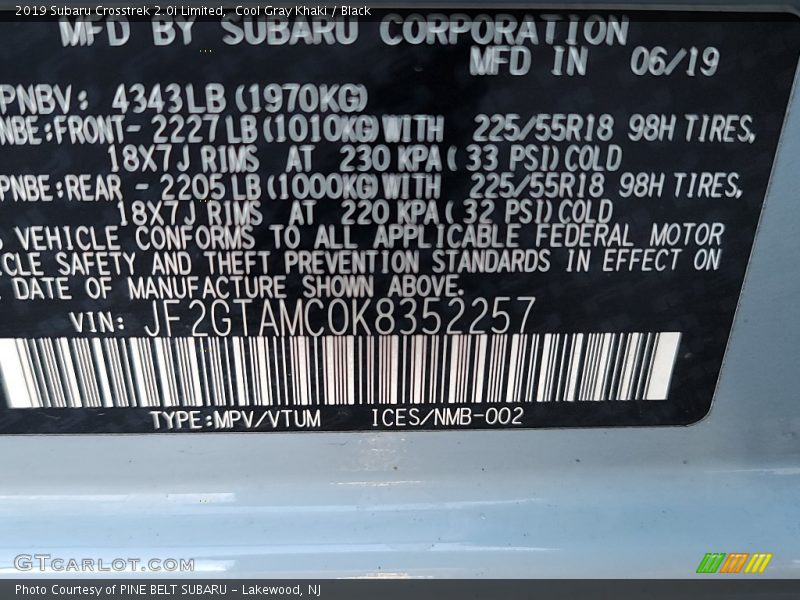 2019 Subaru Crosstrek 2.0i Limited, Cool Gray Khaki / Black
MFD BY SUBARU CORPORATION
MFD IN 06/19
PNBV: 4343LB(1970KG)
NBE:FRONT- 2227LB(1010KG)WITH 225/55R18 98H TIRES,
18X7J RIMS AT 230 KPA( 33 PSI)COLD
PNBE:REAR - 2205LB(1000KG)WITH 225/55R18 98H TIRES,
18X7J RIMS AT 220 KPA( 32 PSI)COLD
VEHICLE CONFORMS TO ALL APPLICABLE FEDERAL MOTOR
CLE SAFETY AND THEFT PREVENTION STANDARDS IN EFFECT ON
DATE OF MANUFACTURE SHOWN ABOVE.
VIN: JF2GTAMC0K8352257
TYPE:MPV/VTUM ICES/NMB-002
GTCARLOT.COM
Photo Courtesy of PINE BELT SUBARU - Lakewood, NJ